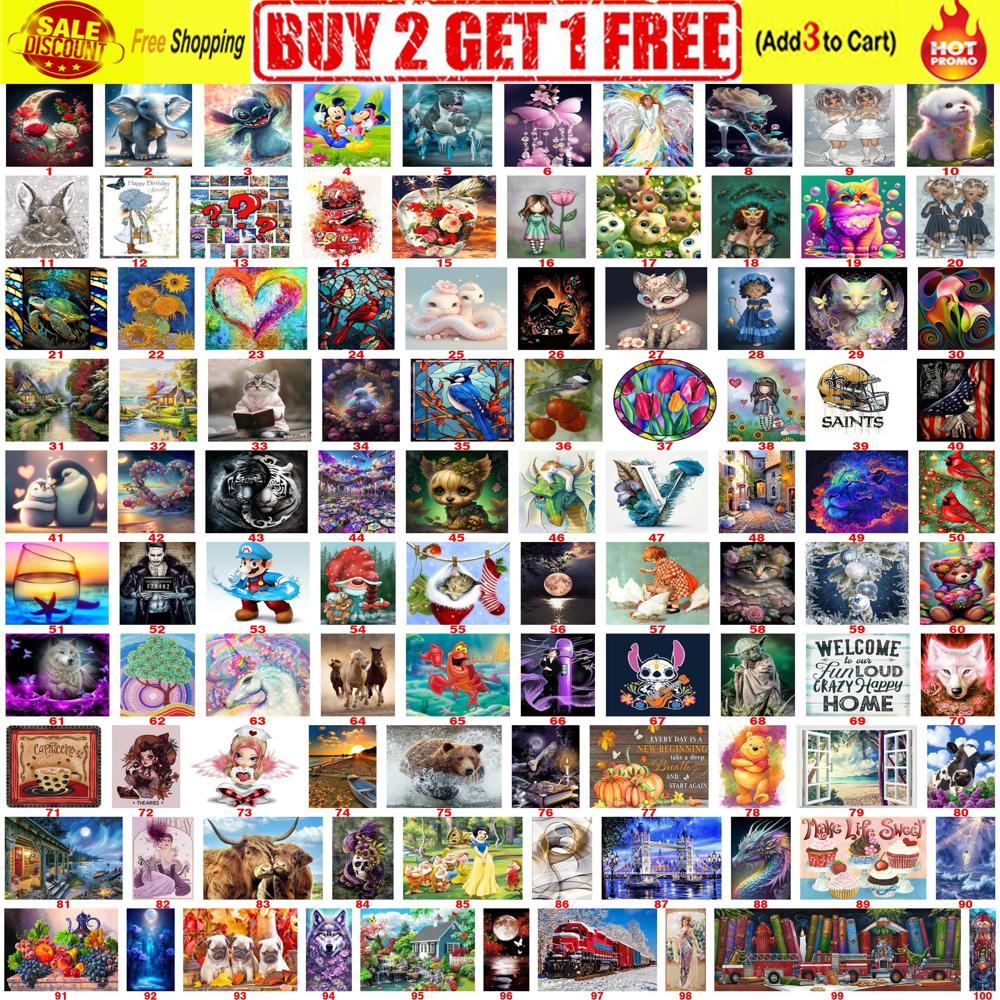 SALE
DISCOUNT
Free Shopping
BUY 2 GET 1 FREE
(Add 3 to Cart)
HOT
PROMO
1 2 3 4 5 6 7 8 9 10
Happy Birthday
? ? ?
11 12 13 14 15 16 17 18 19 20
21 22 23 24 25 26 27 28 29 30
SAINTS
31 32 33 34 35 36 37 38 39 40
V
41 42 43 44 45 46 47 48 49 50
51 52 53 54 55 56 57 58 59 60
WELCOME
to our
Fun LOUD
CRAZY Happy
HOME
61 62 63 64 65 66 67 68 69 70
Cappuccino
EVERY DAY IS A
NEW BEGINNING
take a deep
Breath
AND
START AGAIN
71 72 73 74 75 76 77 78 79 80
Make Life Sweet
81 82 83 84 85 86 87 88 89 90
91 92 93 94 95 96 97 98 99 100